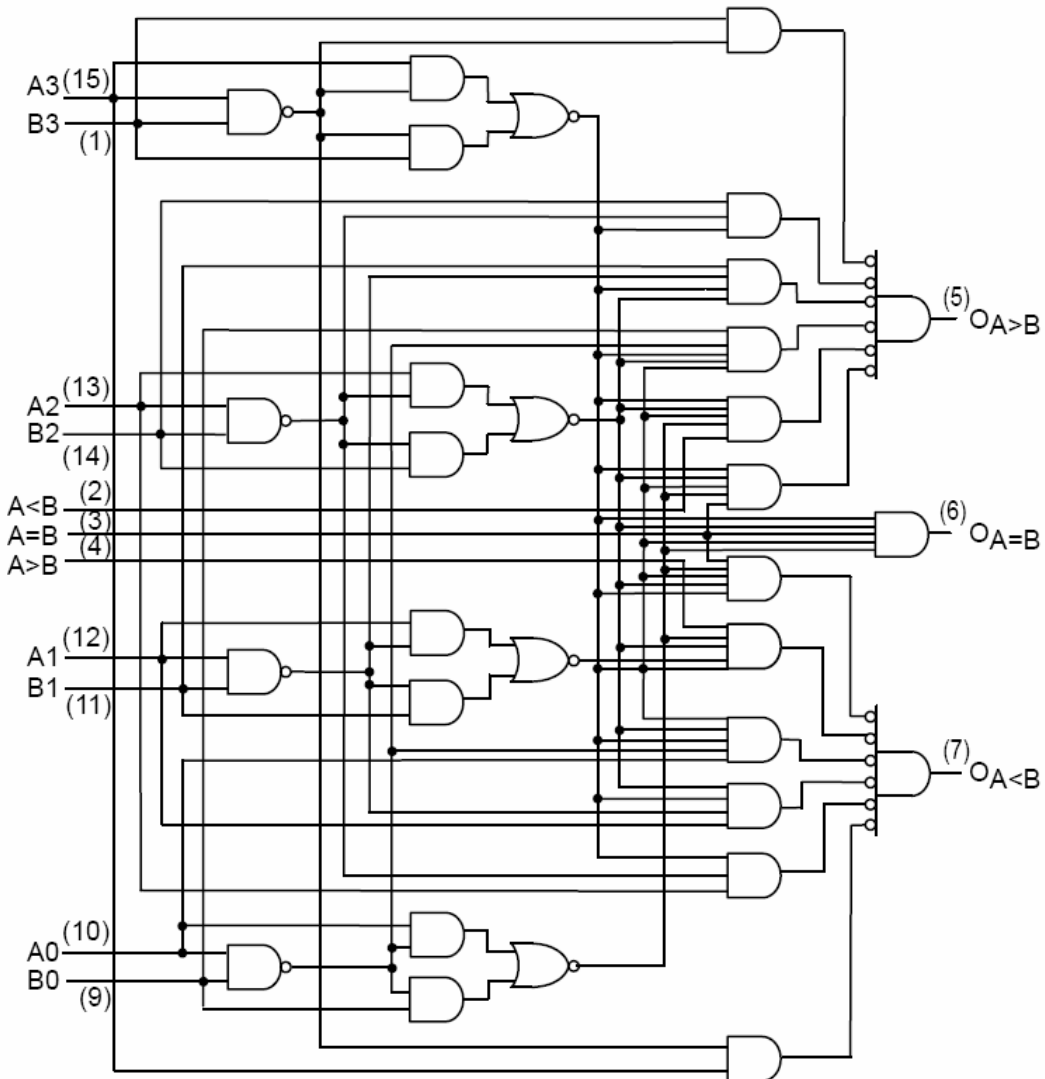 A3 (15)
B3 (1)
A2 (13)
B2 (14)
A<B (2)
A=B (3)
A>B (4)
A1 (12)
B1 (11)
A0 (10)
B0 (9)
(5) OA>B
(6) OA=B
(7) OA<B